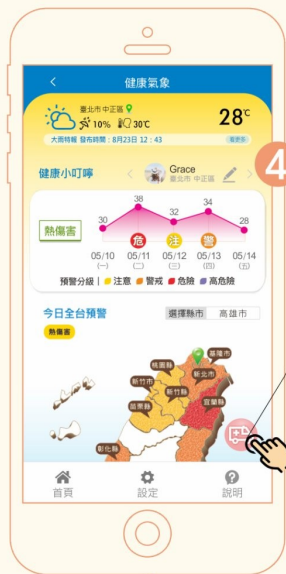 健康氣象
臺北市 中正區
10% 30℃
28℃
大雨特報 發布時間：8月23日 12：43
看更多
健康小叮嚀
Grace
臺北市 中正區
4
熱傷害
30 38 32 34 28
危 注 警
05/10 05/11 05/12 05/13 05/14
(一) (二) (三) (四) (五)
預警分級 | 注意 警戒 危險 高危險
今日全台預警
選擇縣市 高雄市
熱傷害
基隆市
桃園縣
新北市
新竹市
新竹縣
宜蘭縣
苗栗縣
彰化縣
首頁 設定 說明